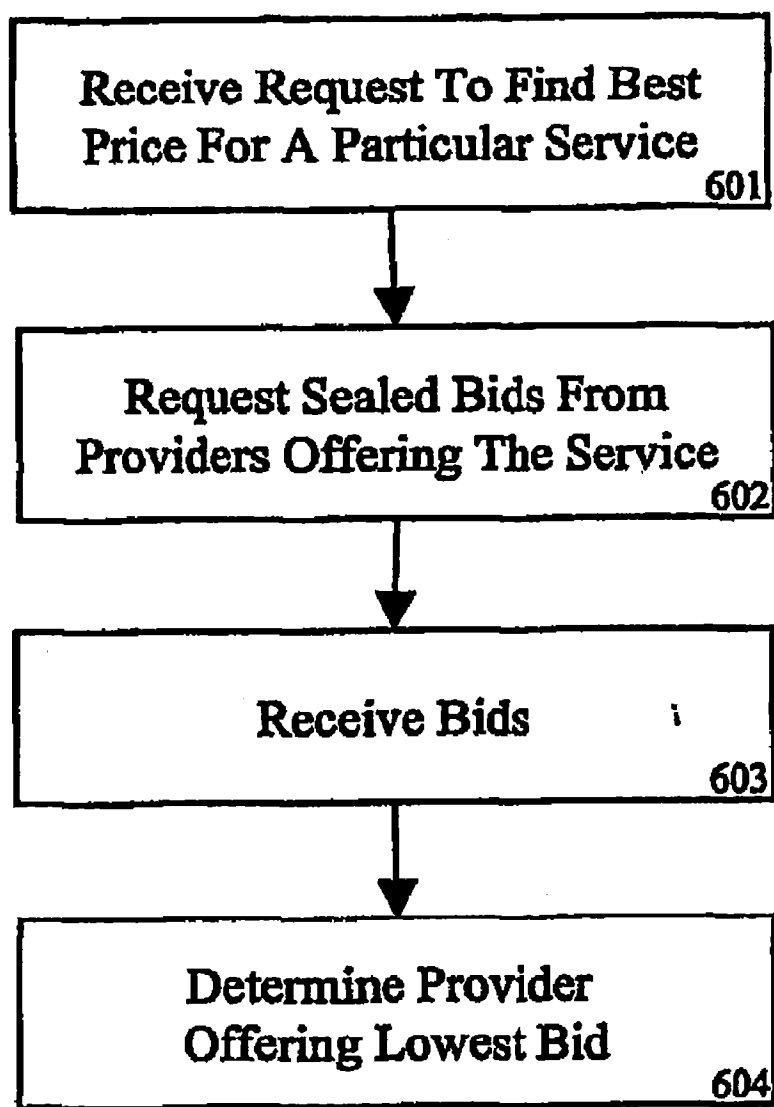 Receive Request To Find Best
Price For A Particular Service
601
Request Sealed Bids From
Providers Offering The Service
602
Receive Bids
603
Determine Provider
Offering Lowest Bid
604